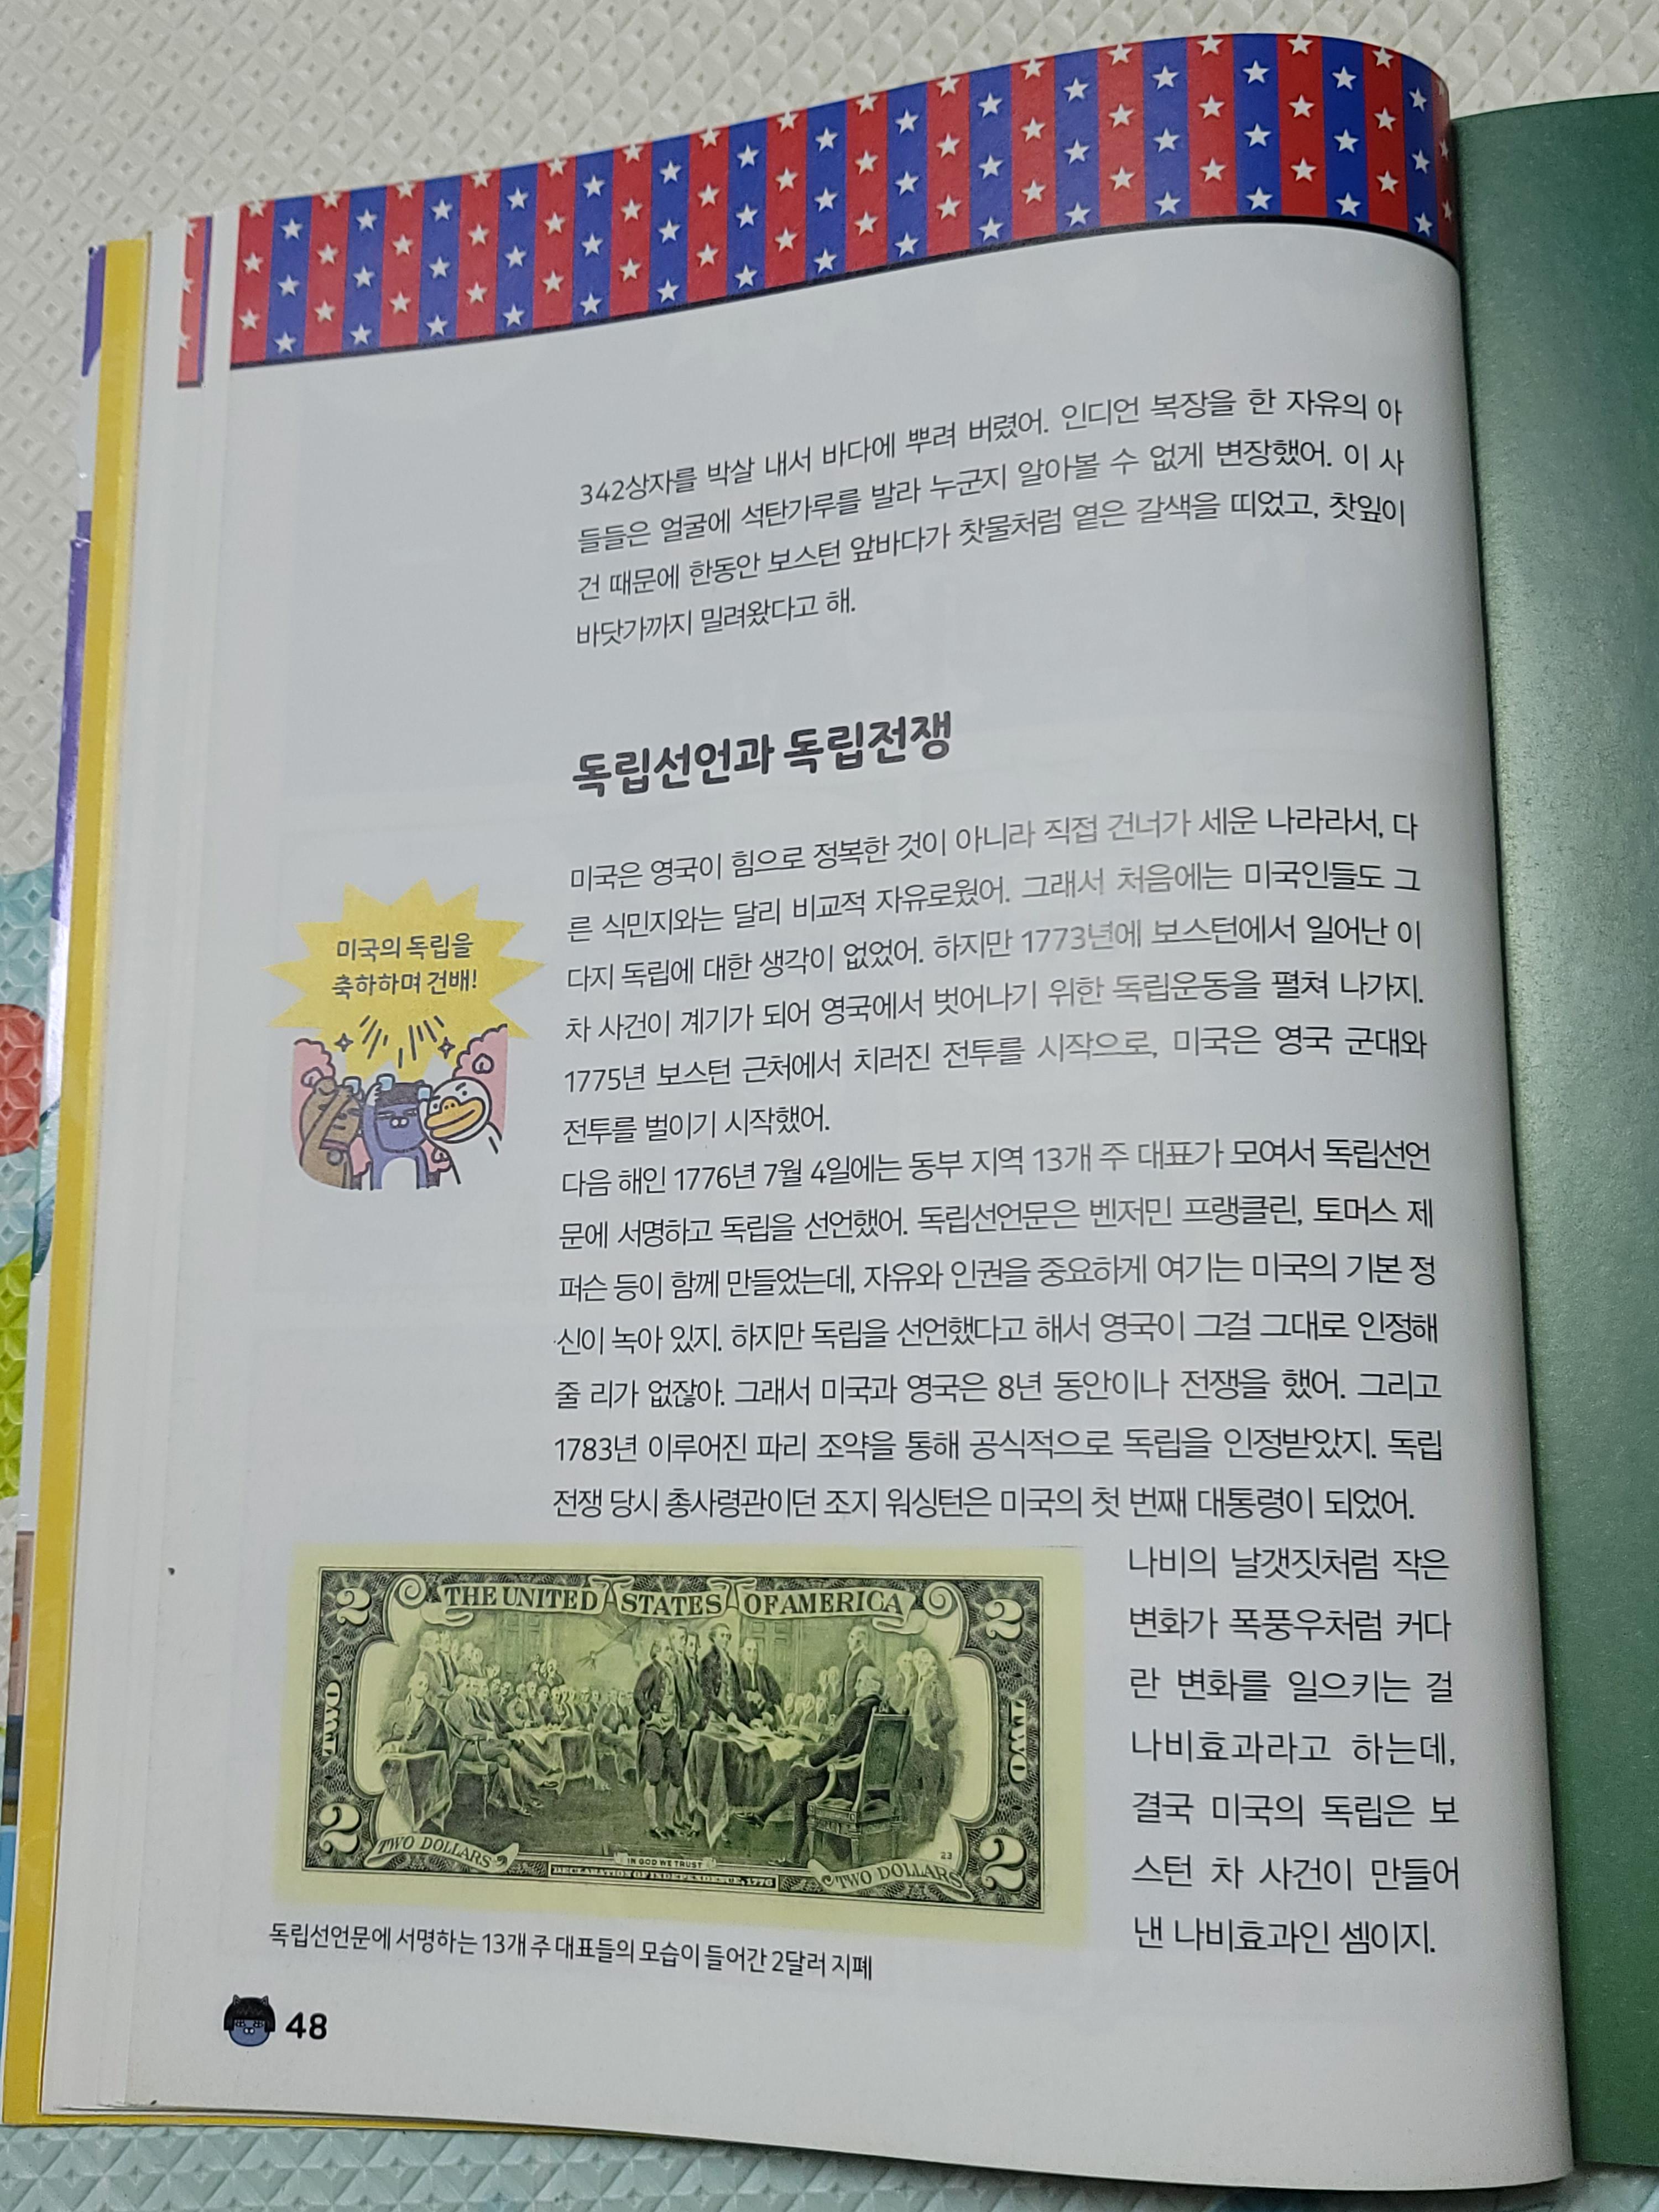 342상자를 박살 내서 바다에 뿌려 버렸어. 인디언 복장을 한 자유의 아
들들은 얼굴에 석탄가루를 발라 누군지 알아볼 수 없게 변장했어. 이 사
건 때문에 한동안 보스턴 앞바다가 찻물처럼 옅은 갈색을 띠었고, 찻잎이
바닷가까지 밀려왔다고 해.
독립선언과 독립전쟁
미국은 영국이 힘으로 정복한 것이 아니라 직접 건너가 세운 나라라서, 다
른 식민지와는 달리 비교적 자유로웠어. 그래서 처음에는 미국인들도 그
다지 독립에 대한 생각이 없었어. 하지만 1773년에 보스턴에서 일어난 이
차 사건이 계기가 되어 영국에서 벗어나기 위한 독립운동을 펼쳐 나가지.
1775년 보스턴 근처에서 치러진 전투를 시작으로, 미국은 영국 군대와
전투를 벌이기 시작했어.
미국의 독립을
축하하며 건배!
다음 해인 1776년 7월 4일에는 동부 지역 13개 주 대표가 모여서 독립선언
문에 서명하고 독립을 선언했어. 독립선언문은 벤저민 프랭클린, 토머스 제
퍼슨 등이 함께 만들었는데, 자유와 인권을 중요하게 여기는 미국의 기본 정
신이 녹아 있지. 하지만 독립을 선언했다고 해서 영국이 그걸 그대로 인정해
줄 리가 없잖아. 그래서 미국과 영국은 8년 동안이나 전쟁을 했어. 그리고
1783년 이루어진 파리 조약을 통해 공식적으로 독립을 인정받았지. 독립
전쟁 당시 총사령관이던 조지 워싱턴은 미국의 첫 번째 대통령이 되었어.
나비의 날갯짓처럼 작은
변화가 폭풍우처럼 커다
란 변화를 일으키는 걸
나비효과라고 하는데,
결국 미국의 독립은 보
스턴 차 사건이 만들어
낸 나비효과인 셈이지.
2 THE UNITED STATES OF AMERICA 2
TWO
TWO
2 TWO DOLLARS
IN GOD WE TRUST
DECLARATION OF INDEPENDENCE, 1776
23
TWO DOLLARS 2
독립선언문에 서명하는 13개 주 대표들의 모습이 들어간 2달러 지폐
48